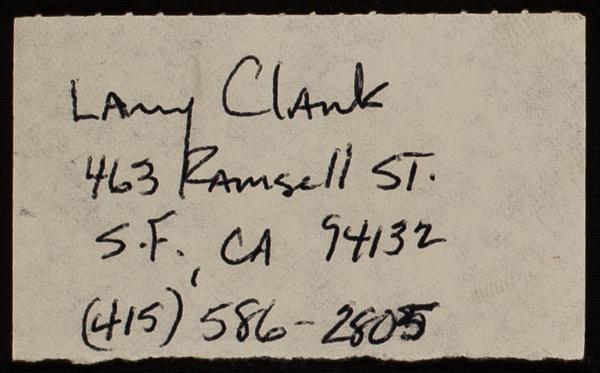 Larry Clark
463 Ramsell St.
S.F., CA 94132
(415) 586-2805